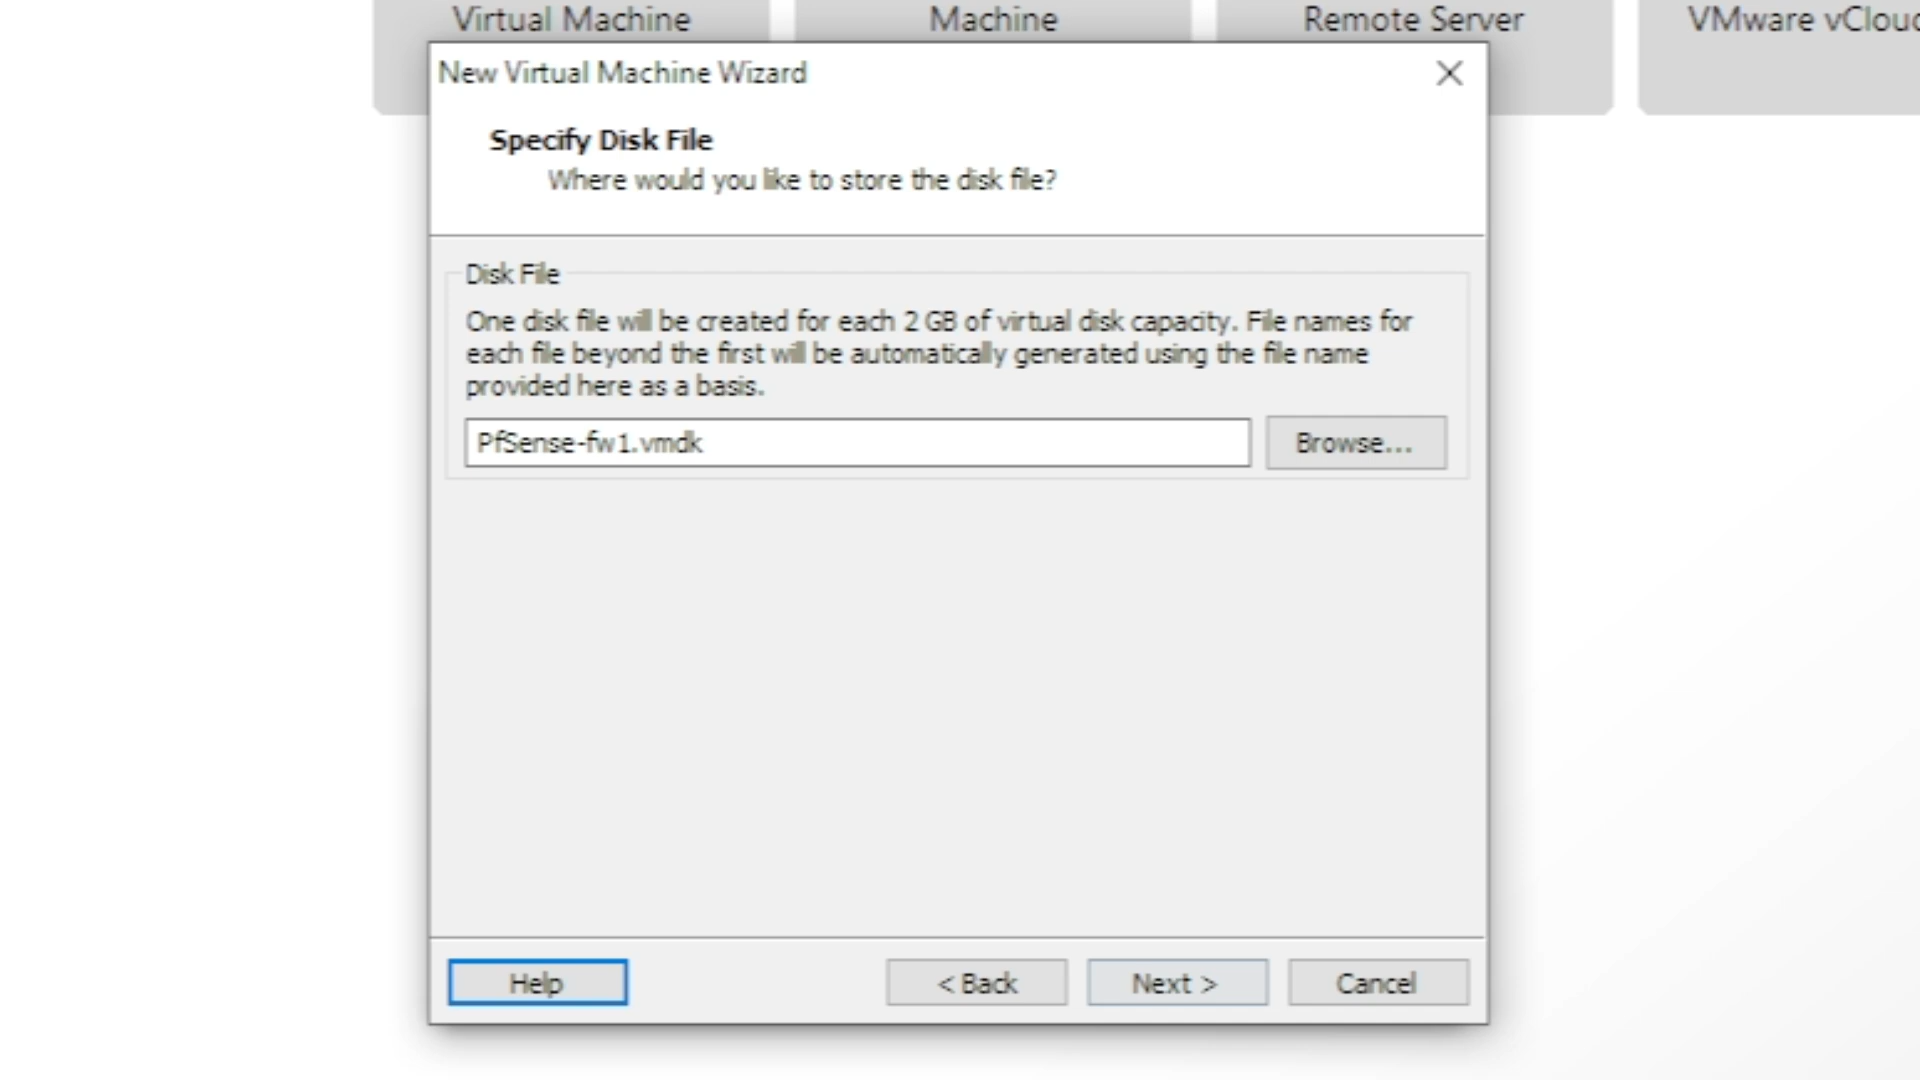 Virtual Machine
Machine
Remote Server
VMware vCloud
New Virtual Machine Wizard
Specify Disk File
Where would you like to store the disk file?
Disk File
One disk file will be created for each 2 GB of virtual disk capacity. File names for
each file beyond the first will be automatically generated using the file name
provided here as a basis.
PfSense-fw1.vmdk
Browse...
Help
< Back
Next >
Cancel